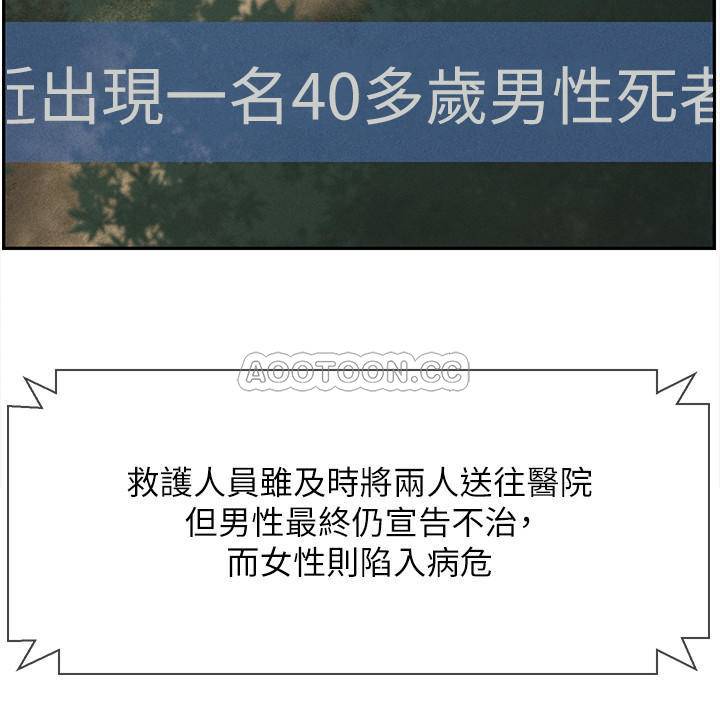 近出現一名40多歲男性死者
AOOTOON.CC
救護人員雖及時將兩人送往醫院
但男性最終仍宣告不治，
而女性則陷入病危